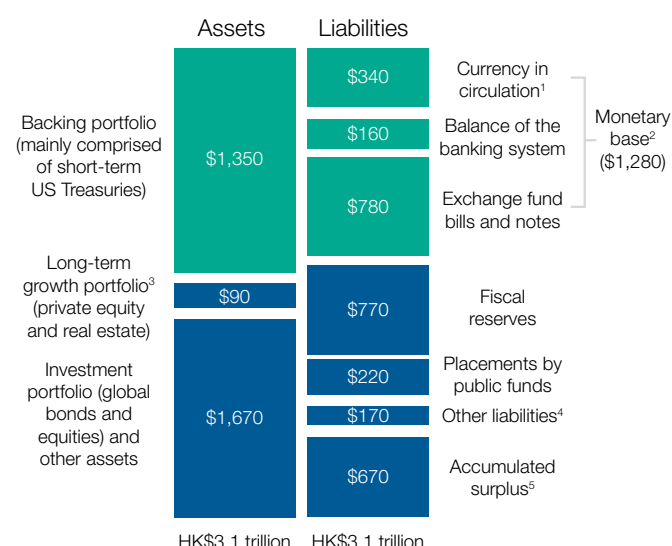 Assets
Liabilities
Backing portfolio
(mainly comprised
of short-term
US Treasuries)
$1,350
$340
Currency in
circulation¹
$160
Balance of the
banking system
$780
Exchange fund
bills and notes
Monetary
base²
($1,280)
Long-term
growth portfolio³
(private equity
and real estate)
$90
$770
Fiscal
reserves
Investment
portfolio (global
bonds and
equities) and
other assets
$1,670
$220
Placements by
public funds
$170
Other liabilities⁴
$670
Accumulated
surplus⁵
HK$3.1 trillion
HK$3.1 trillion